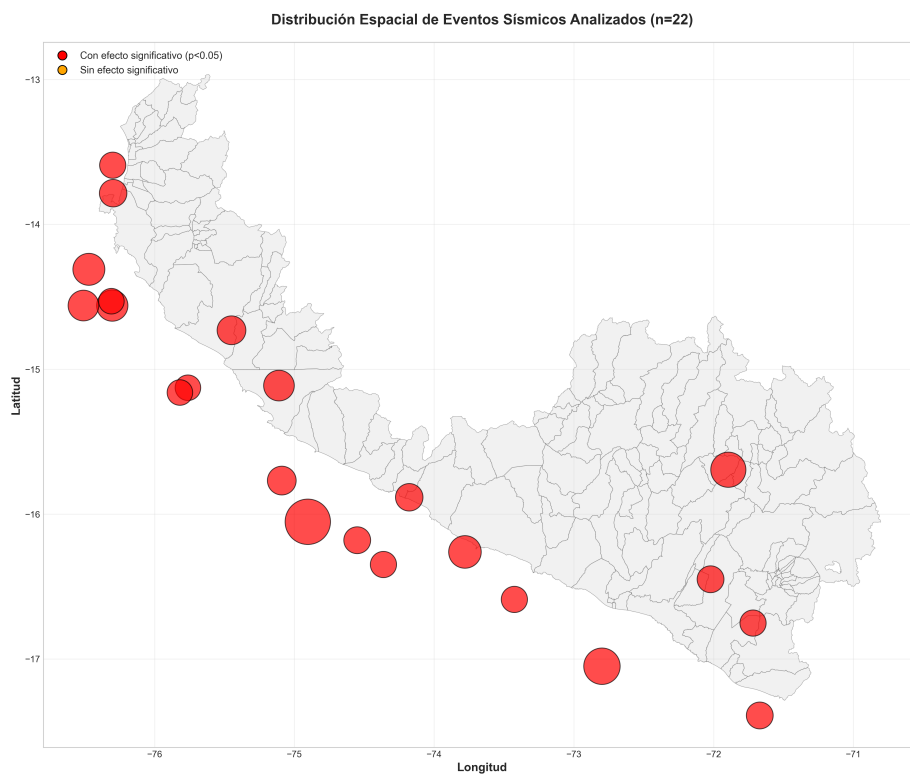 Distribución Espacial de Eventos Sísmicos Analizados (n=22)
Con efecto significativo (p<0.05)
Sin efecto significativo
−13
−14
−15
−16
−17
Latitud
−76
−75
−74
−73
−72
−71
Longitud